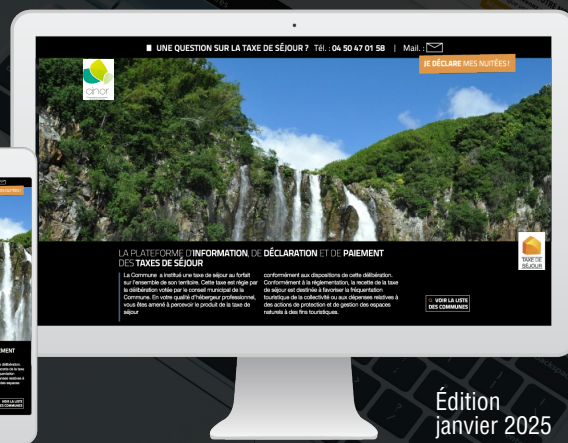 UNE QUESTION SUR LA TAXE DE SÉJOUR ? Tél. : 04 50 47 01 58 | Mail. :
JE DÉCLARE MES NUITÉES !
cinor
LA PLATEFORME D'INFORMATION, DE DÉCLARATION ET DE PAIEMENT
DES TAXES DE SÉJOUR
La Commune a institué une taxe de séjour au forfait
sur l'ensemble de son territoire. Cette taxe est régie par
la délibération votée par le conseil municipal de la
Commune. En votre qualité d'hébergeur professionnel,
vous êtes amené à percevoir le produit de la taxe de
séjour
conformément aux dispositions de cette délibération.
Conformément à la réglementation, la recette de la taxe
de séjour est destinée à favoriser la fréquentation
touristique de la collectivité ou aux dépenses relatives à
des actions de protection et de gestion des espaces
naturels à des fins touristiques.
TAXE DE
SÉJOUR
VOIR LA LISTE
DES COMMUNES
Édition
janvier 2025